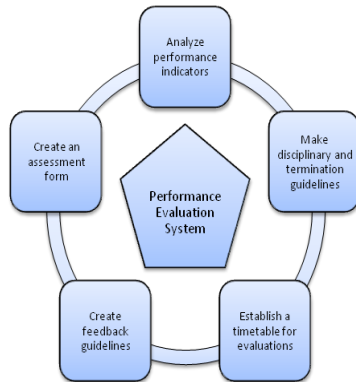 Analyze
performance
indicators
Create an
assessment
form
Make
disciplinary and
termination
guidelines
Performance
Evaluation
System
Create
feedback
guidelines
Establish a
timetable for
evaluations